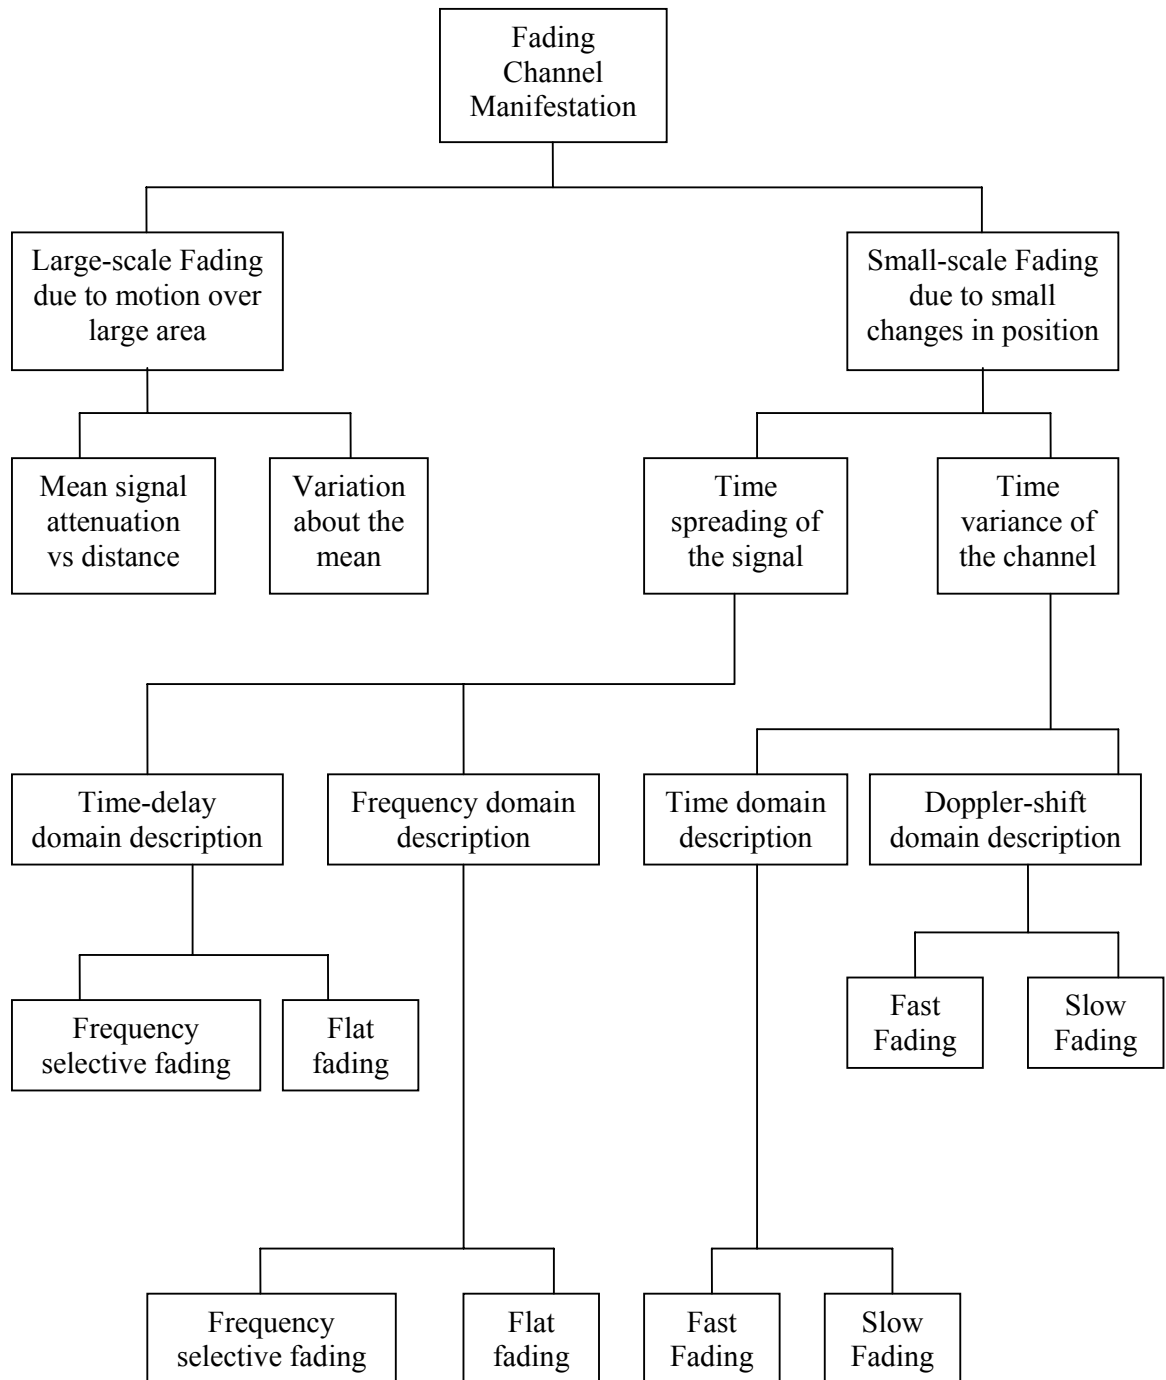 Fading
Channel
Manifestation
Large-scale Fading
due to motion over
large area
Small-scale Fading
due to small
changes in position
Mean signal
attenuation
vs distance
Variation
about the
mean
Time
spreading of
the signal
Time
variance of
the channel
Time-delay
domain description
Frequency domain
description
Time domain
description
Doppler-shift
domain description
Frequency
selective fading
Flat
fading
Fast
Fading
Slow
Fading
Frequency
selective fading
Flat
fading
Fast
Fading
Slow
Fading